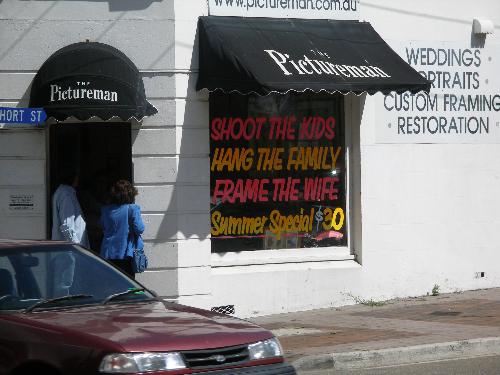 www.pictureman.com.au
THE
Pictureman
THE
Pictureman
HORT ST
WEDDINGS
PORTRAITS
CUSTOM FRAMING
RESTORATION
SHOOT THE KIDS
HANG THE FAMILY
FRAME THE WIFE
Summer Special $30